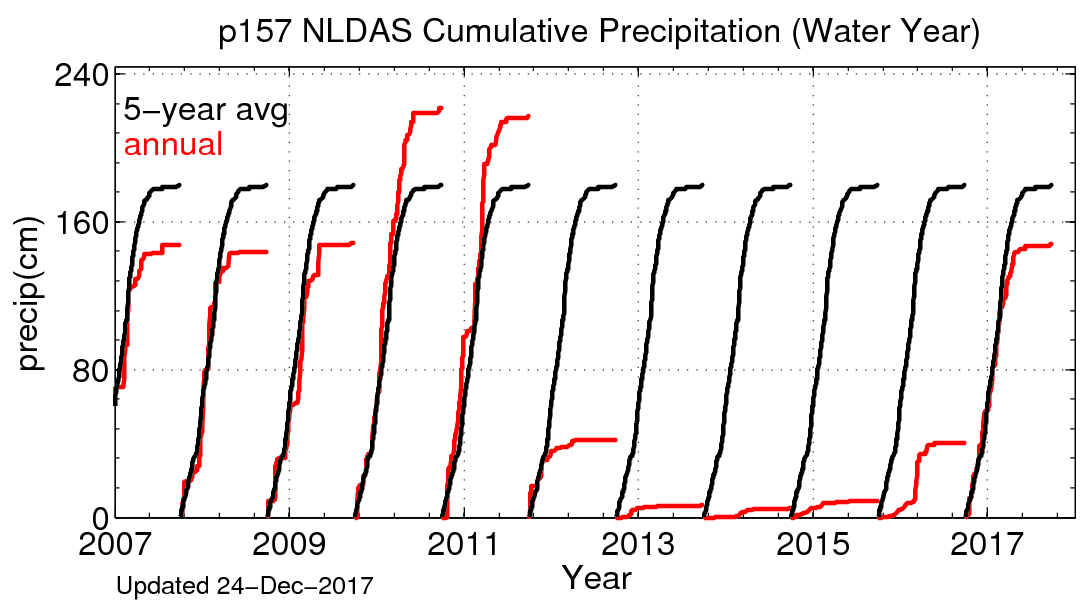 p157 NLDAS Cumulative Precipitation (Water Year)
240
5−year avg
annual
160
precip(cm)
80
0
2007 2009 2011 2013 2015 2017
Year
Updated 24−Dec−2017